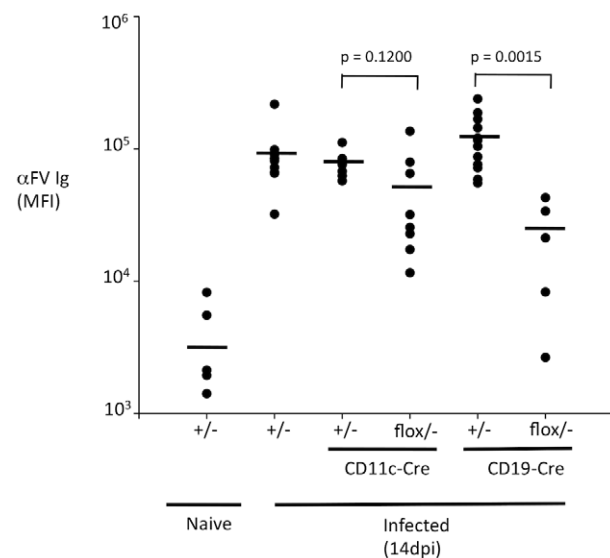 10⁶
p = 0.1200 p = 0.0015
10⁵
αFV Ig
(MFI)
10⁴
10³
+/- +/- +/- flox/- +/- flox/-
CD11c-Cre CD19-Cre
Naive Infected
(14dpi)